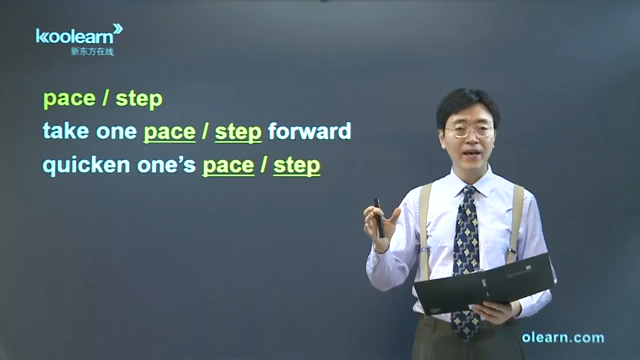 koolearn
新东方在线
pace / step
take one pace / step forward
quicken one's pace / step
olearn.com